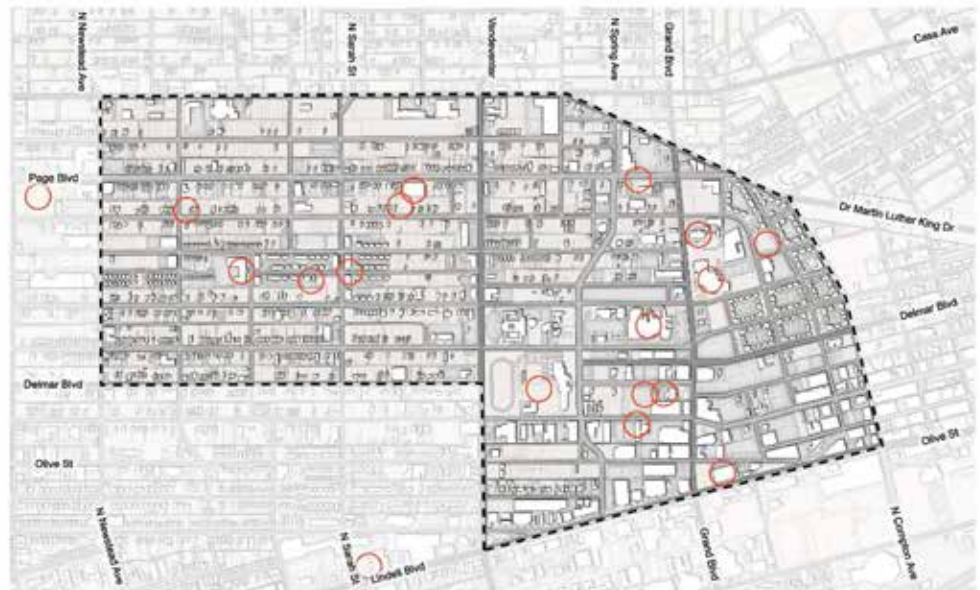 N Newstead Ave
N Sarah St
Vandeventer
N Spring Ave
Grand Blvd
Cass Ave
Page Blvd
Dr Martin Luther King Dr
Delmar Blvd
Delmar Blvd
Olive St
Olive St
N Newstead Ave
N Sarah St
Lindell Blvd
Grand Blvd
N Compton Ave